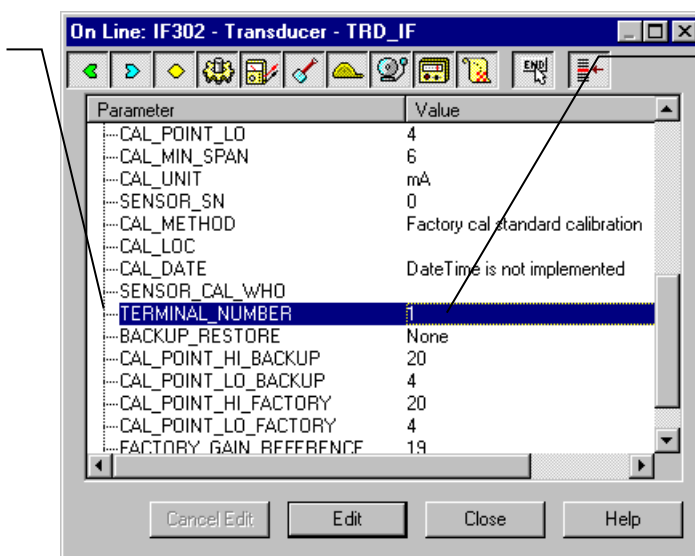 On Line: IF302 - Transducer - TRD_IF
END
Parameter Value
CAL_POINT_LO 4
CAL_MIN_SPAN 6
CAL_UNIT mA
SENSOR_SN 0
CAL_METHOD Factory cal standard calibration
CAL_LOC
CAL_DATE DateTime is not implemented
SENSOR_CAL_WHO
TERMINAL_NUMBER 1
BACKUP_RESTORE None
CAL_POINT_HI_BACKUP 20
CAL_POINT_LO_BACKUP 4
CAL_POINT_HI_FACTORY 20
CAL_POINT_LO_FACTORY 4
FACTORY_GAIN_REFERENCE 19
Cancel Edit Edit Close Help